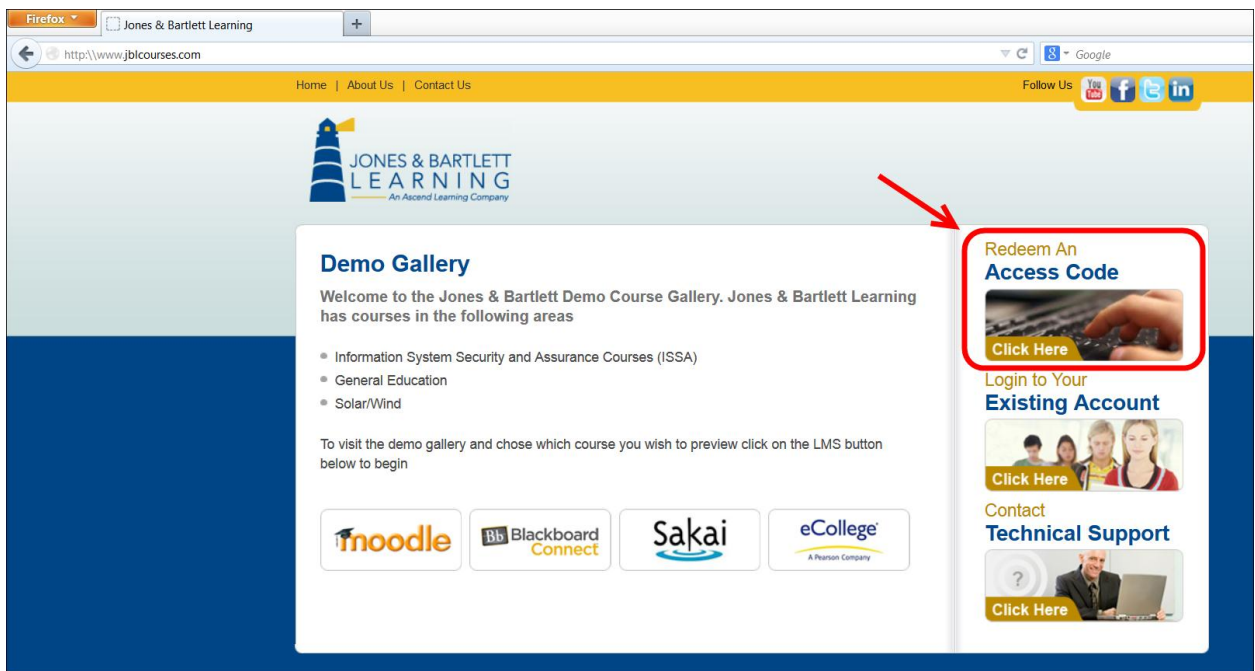 Firefox
Jones & Bartlett Learning
+
http:\\www.jblcourses.com
8
Google
Home | About Us | Contact Us
Follow Us
You Tube
f
t
in
JONES & BARTLETT
LEARNING
An Ascend Learning Company
Demo Gallery
Welcome to the Jones & Bartlett Demo Course Gallery. Jones & Bartlett Learning
has courses in the following areas
Information System Security and Assurance Courses (ISSA)
General Education
Solar/Wind
To visit the demo gallery and chose which course you wish to preview click on the LMS button
below to begin
moodle
Bb Blackboard
Connect
Sakai
eCollege
A Pearson Company
Redeem An
Access Code
Click Here
Login to Your
Existing Account
Click Here
Contact
Technical Support
?
Click Here